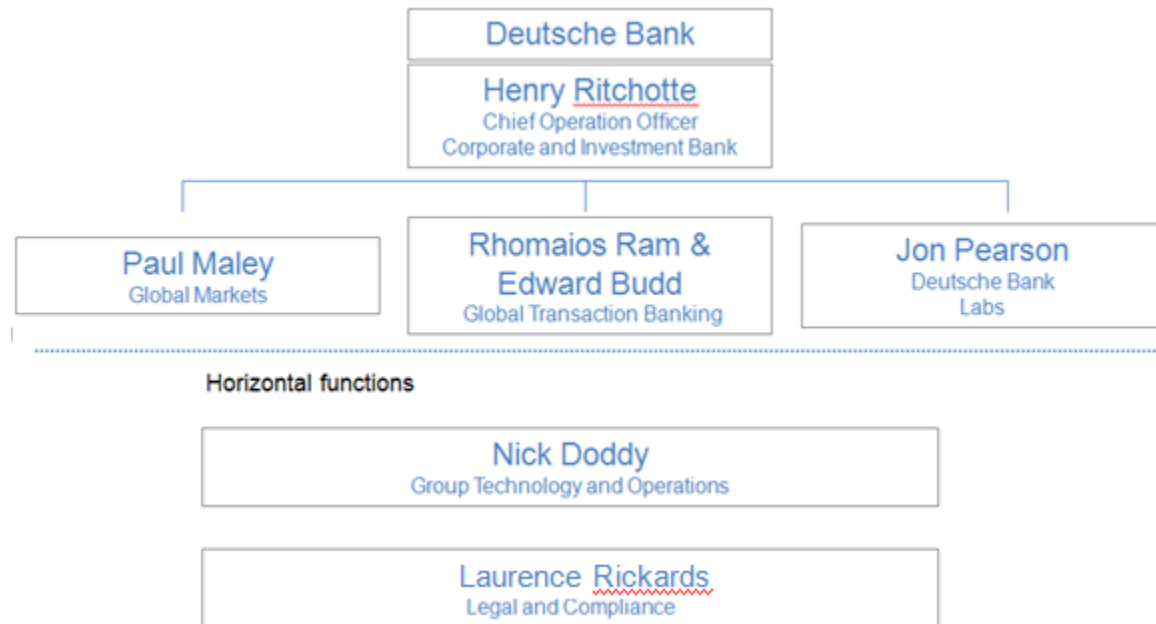 Deutsche Bank
Henry Ritchotte
Chief Operation Officer
Corporate and Investment Bank
Paul Maley
Global Markets
Rhomaios Ram &
Edward Budd
Global Transaction Banking
Jon Pearson
Deutsche Bank
Labs
Horizontal functions
Nick Doddy
Group Technology and Operations
Laurence Rickards
Legal and Compliance